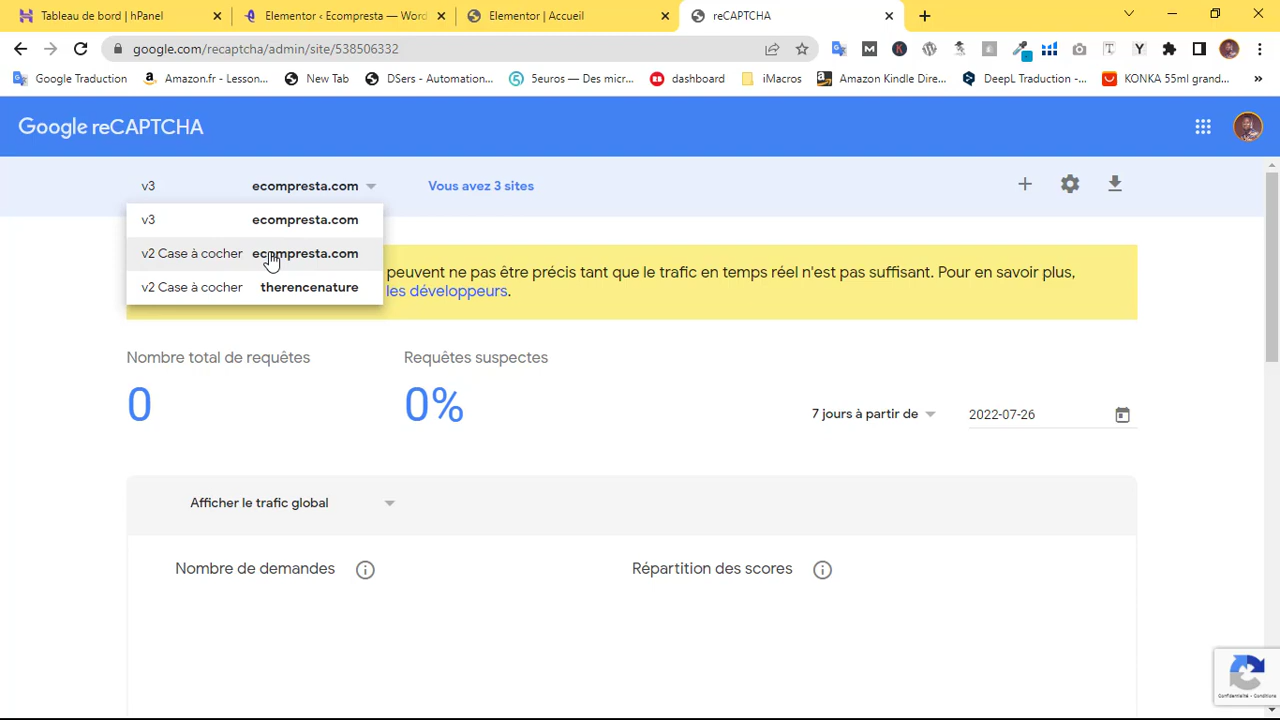 Tableau de bord | hPanel
Elementor ‹ Ecompresta — Word
Elementor | Accueil
reCAPTCHA
google.com/recaptcha/admin/site/538506332
Google Traduction
Amazon.fr - Lesson...
New Tab
DSers - Automation...
5euros — Des micr...
dashboard
iMacros
Amazon Kindle Dire...
DeepL Traduction -...
KONKA 55ml grand...
»
Google reCAPTCHA
v3 ecompresta.com
Vous avez 3 sites
v3 ecompresta.com
v2 Case à cocher ecompresta.com
v2 Case à cocher therencenature
peuvent ne pas être précis tant que le trafic en temps réel n'est pas suffisant. Pour en savoir plus,
les développeurs.
Nombre total de requêtes
0
Requêtes suspectes
0%
7 jours à partir de
2022-07-26
Afficher le trafic global
Nombre de demandes
Répartition des scores
Confidentialité - Conditions